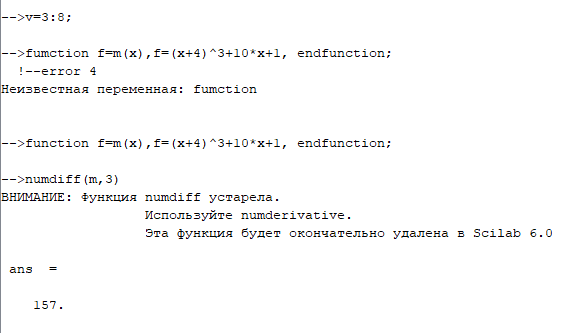 -->v=3:8;
-->fumction f=m(x),f=(x+4)^3+10*x+1, endfunction;
!--error 4
Неизвестная переменная: fumction
-->function f=m(x),f=(x+4)^3+10*x+1, endfunction;
-->numdiff(m,3)
ВНИМАНИЕ: Функция numdiff устарела.
Используйте numderivative.
Эта функция будет окончательно удалена в Scilab 6.0
ans  =
157.